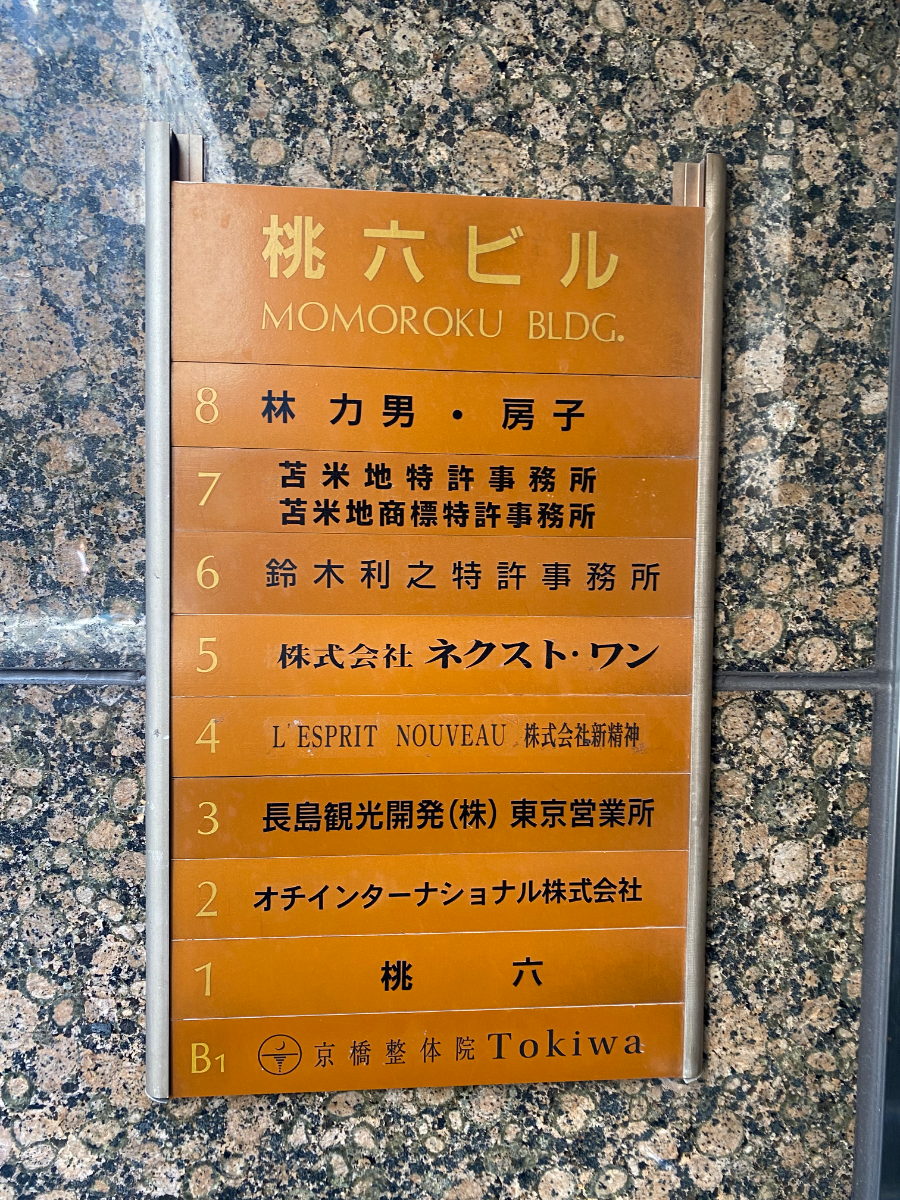 桃六ビル
MOMOROKU BLDG.
8 林 力男・房子
7 苫米地特許事務所
苫米地商標特許事務所
6 鈴木利之特許事務所
5 株式会社 ネクスト・ワン
4 L'ESPRIT NOUVEAU 株式会社新精神
3 長島観光開発(株) 東京営業所
2 オチインターナショナル株式会社
1 桃六
B1 京橋整体院 Tokiwa